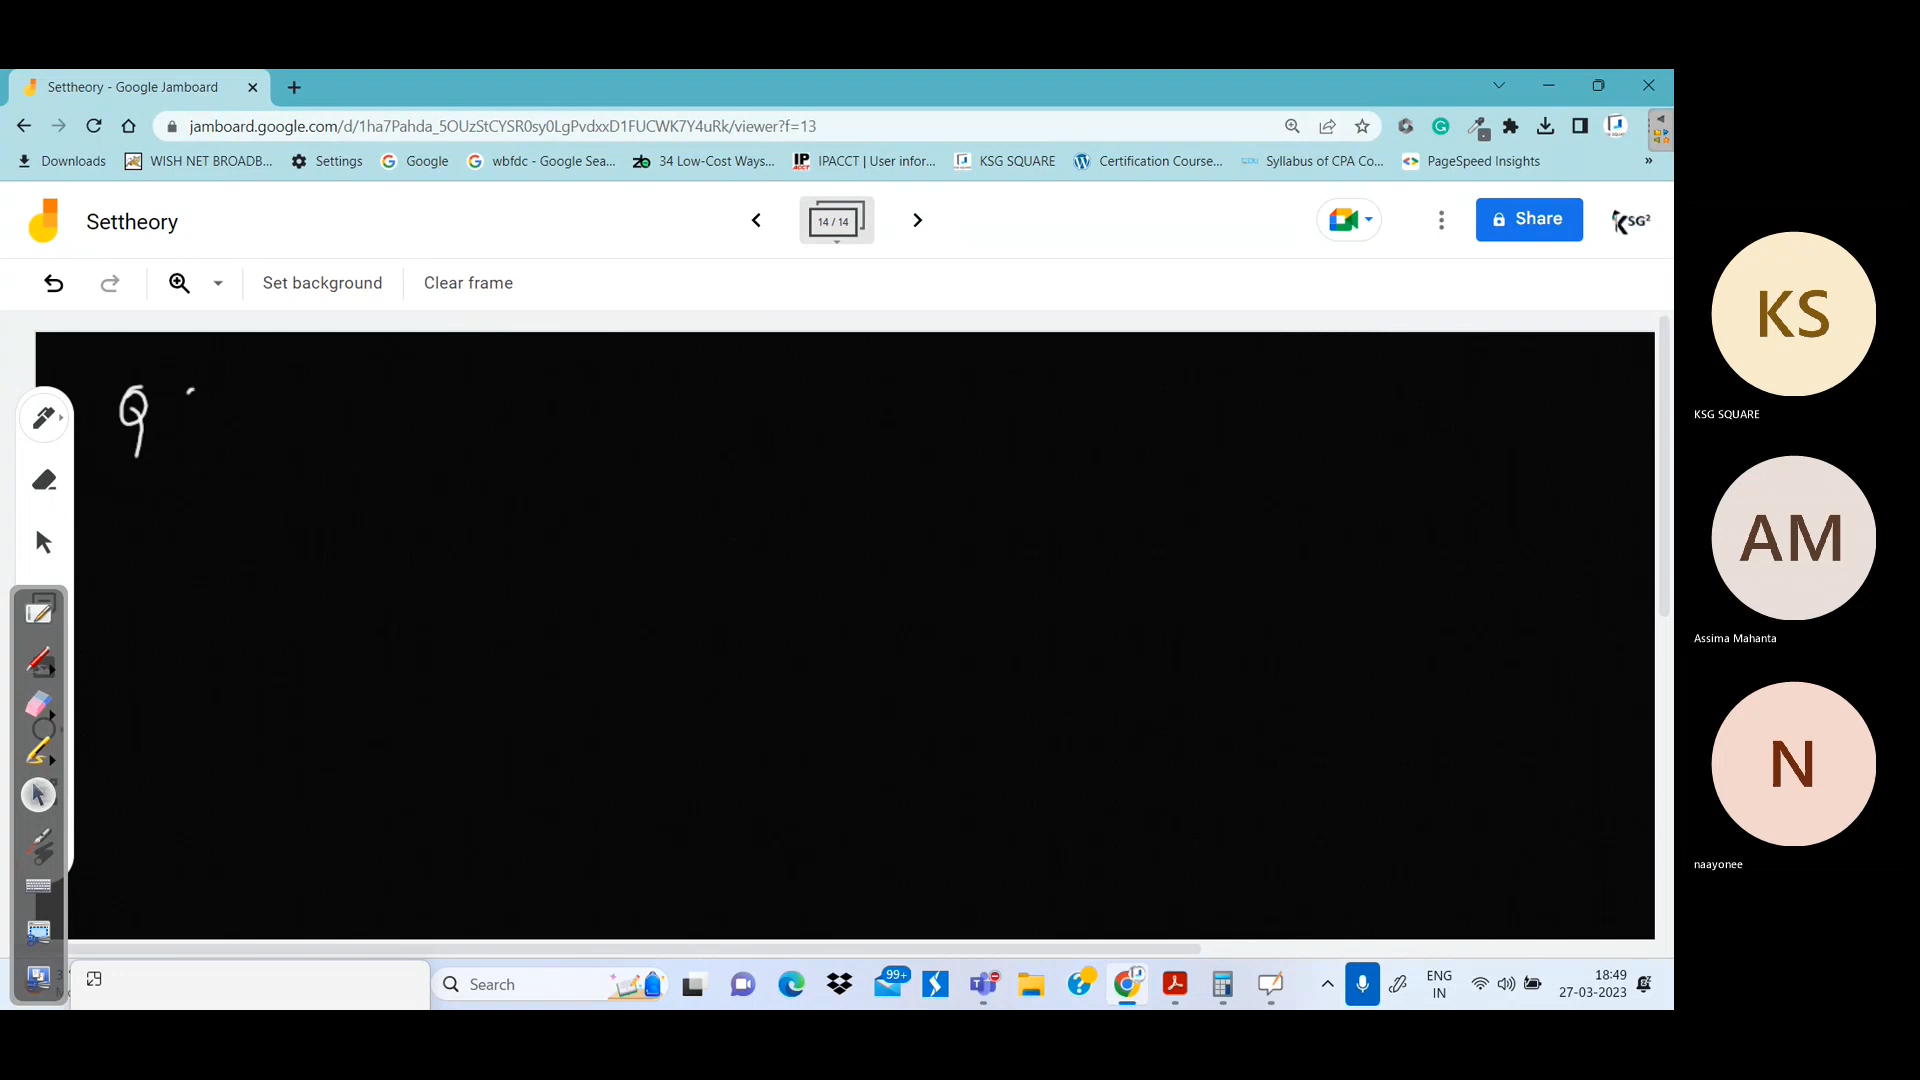 Settheory - Google Jamboard
jamboard.google.com/d/1ha7Pahda_5OUzStCYSR0sy0LgPvdxxD1FUCWK7Y4uRk/viewer?f=13
Downloads WISH NET BROADB... Settings Google wbfdc - Google Sea... 34 Low-Cost Ways... IPACCT | User infor... KSG SQUARE Certification Course... Syllabus of CPA Co... PageSpeed Insights »
Settheory 14 / 14 Share KSG²
Set background Clear frame
Q
KS
KSG SQUARE
AM
Assima Mahanta
N
naayonee
Search 99+ ENG IN 18:49 27-03-2023